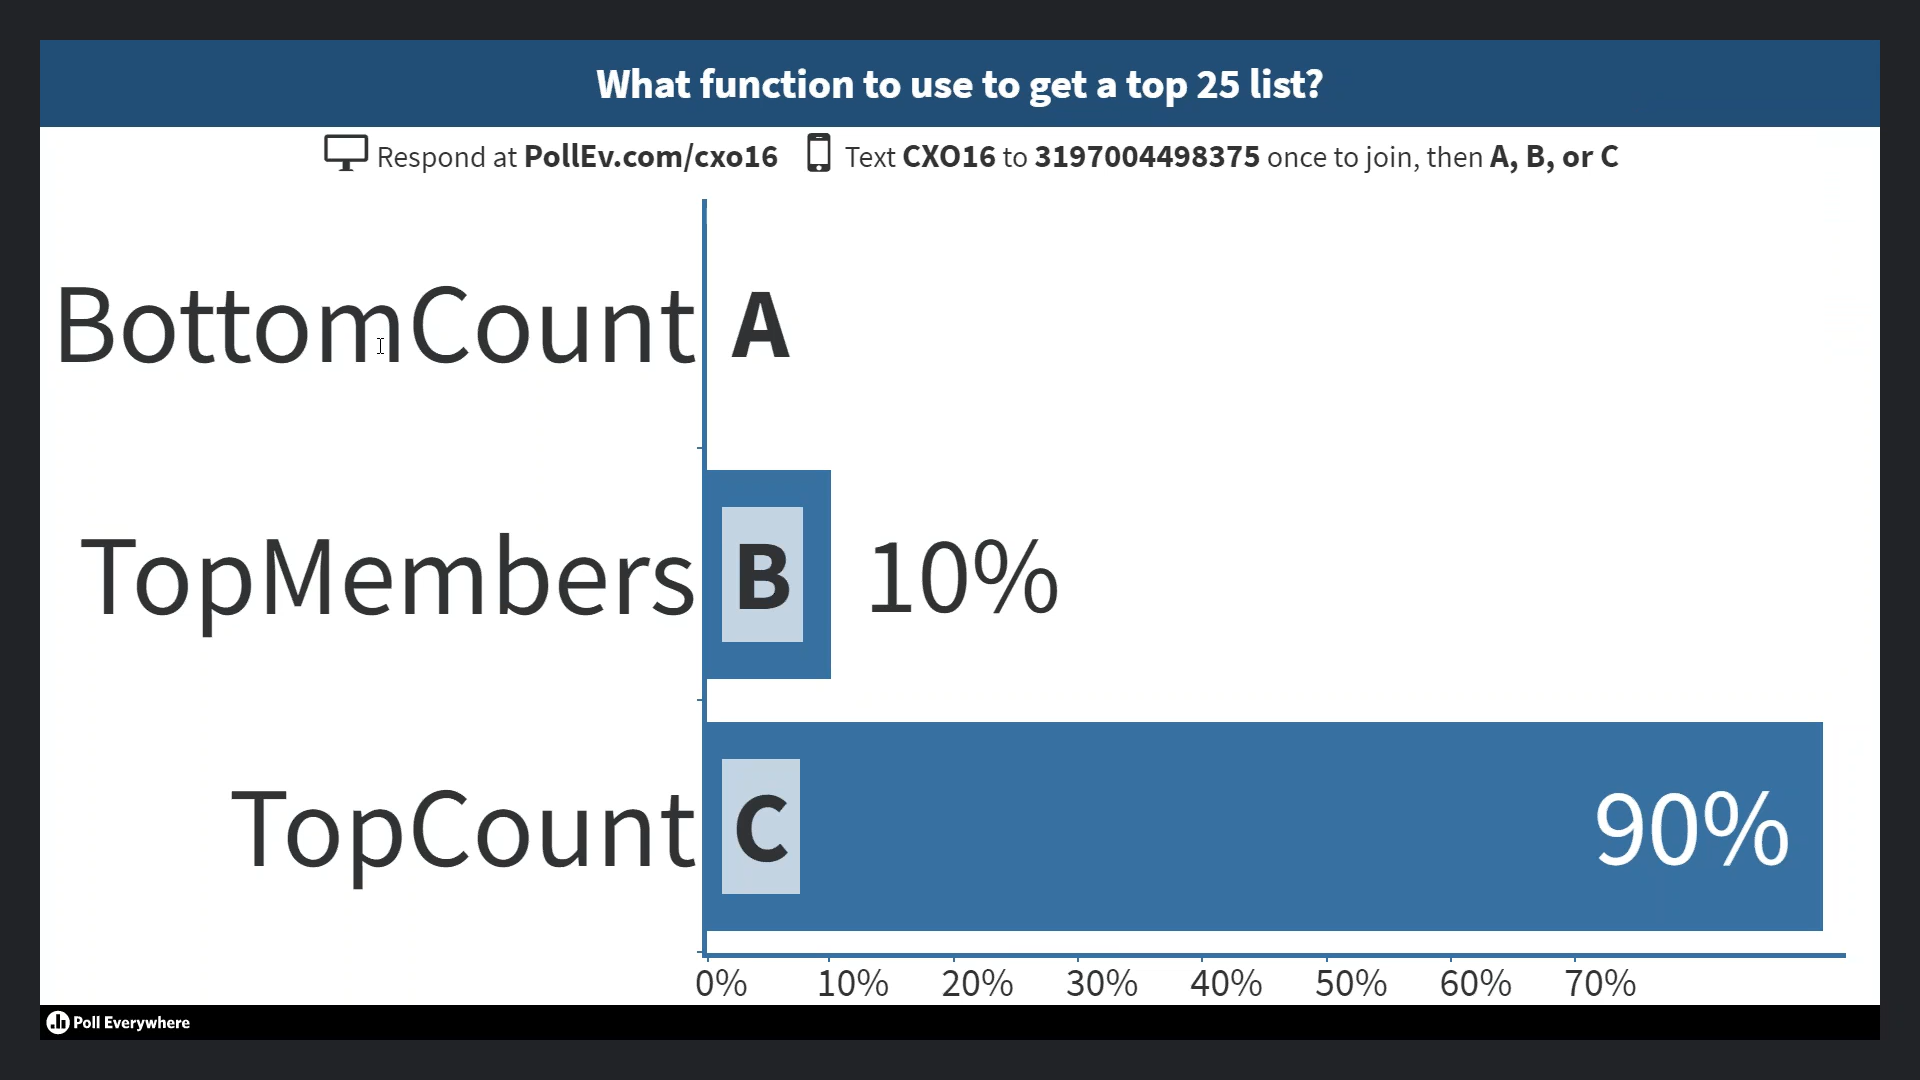 What function to use to get a top 25 list?
Respond at PollEv.com/cxo16 Text CXO16 to 3197004498375 once to join, then A, B, or C
BottomCount A
TopMembers B 10%
TopCount C 90%
0% 10% 20% 30% 40% 50% 60% 70%
Poll Everywhere